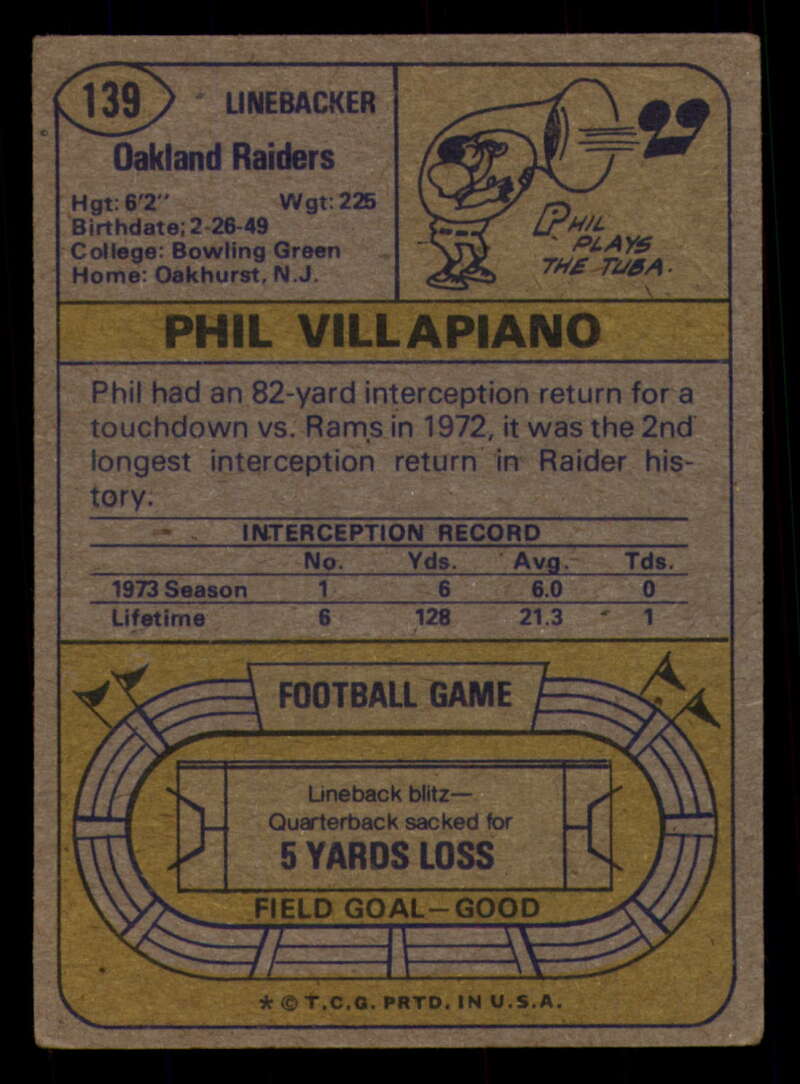 139
LINEBACKER
Oakland Raiders
Hgt: 6'2" Wgt: 225
Birthdate; 2-26-49
College: Bowling Green
Home: Oakhurst, N.J.
PHIL
PLAYS
THE TUBA.
PHIL VILLAPIANO
Phil had an 82-yard interception return for a
touchdown vs. Rams in 1972, it was the 2nd
longest interception return in Raider his-
tory.
INTERCEPTION RECORD
No. Yds. Avg. Tds.
1973 Season 1 6 6.0 0
Lifetime 6 128 21.3 1
FOOTBALL GAME
Lineback blitz—
Quarterback sacked for
5 YARDS LOSS
FIELD GOAL—GOOD
* © T.C.G. PRTD. IN U.S.A.